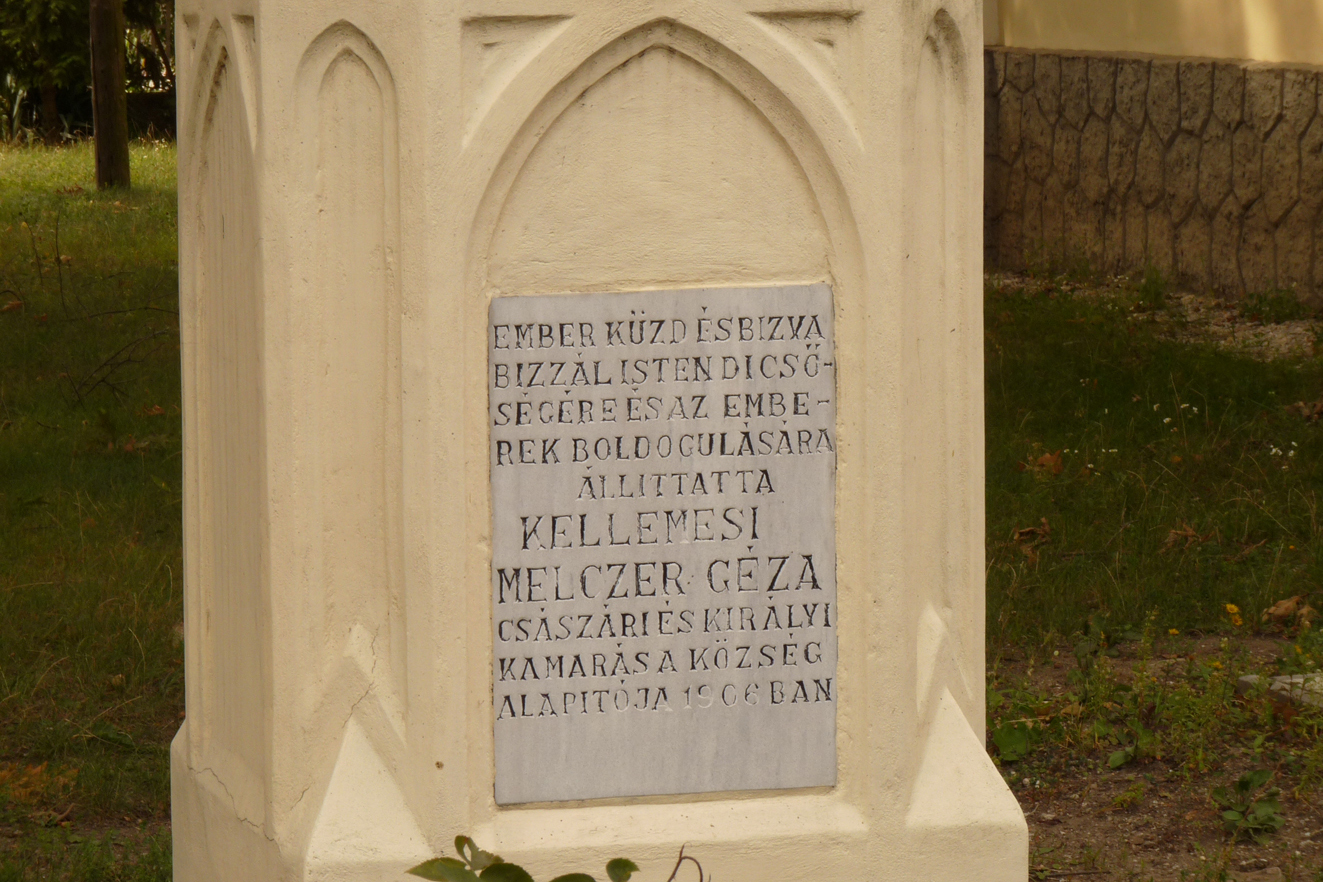 EMBER KÜZD ÉS BIZVA
BIZZÁL ISTEN DICSŐ-
SÉGÉRE ÉS AZ EMBE-
REK BOLDOGULÁSÁRA
ÁLLITTATTA
KELLEMESI
MELCZER GÉZA
CSÁSZÁRI ÉS KIRÁLYI
KAMARÁS A KÖZSÉG
ALAPITÓJA 1906 BAN